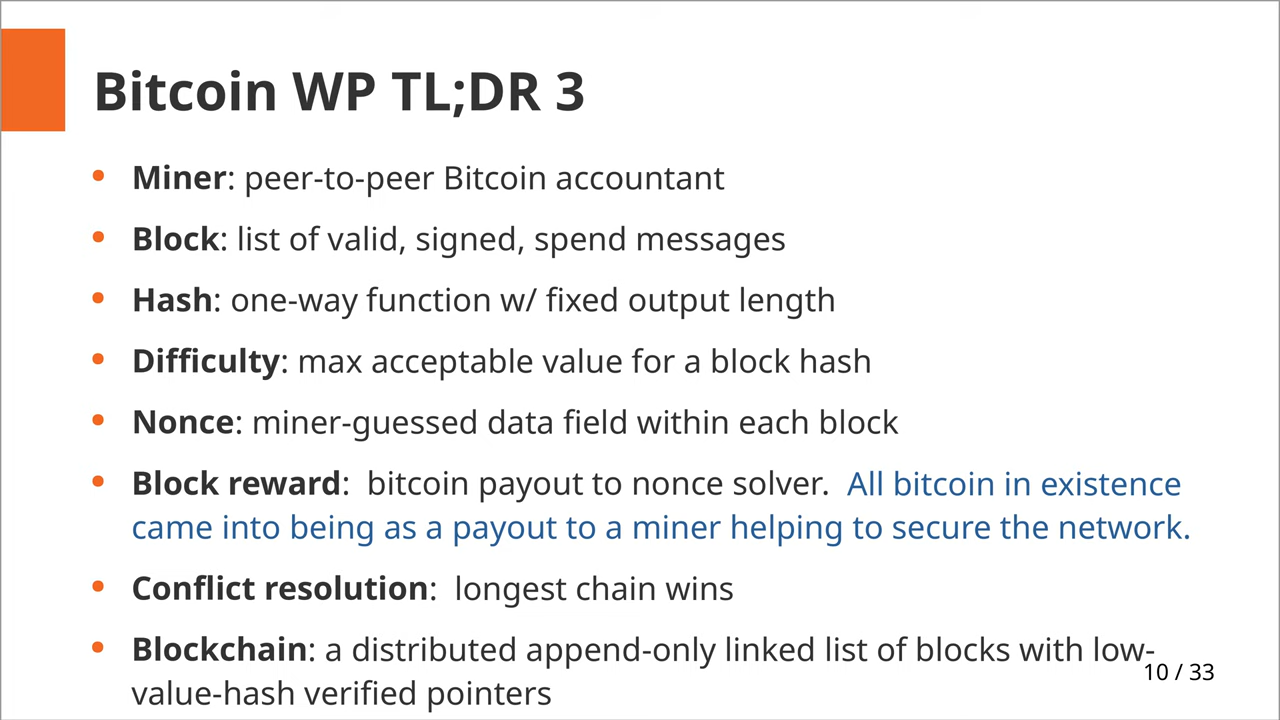 Bitcoin WP TL;DR 3
• Miner: peer-to-peer Bitcoin accountant
• Block: list of valid, signed, spend messages
• Hash: one-way function w/ fixed output length
• Difficulty: max acceptable value for a block hash
• Nonce: miner-guessed data field within each block
• Block reward:  bitcoin payout to nonce solver.  All bitcoin in existence
came into being as a payout to a miner helping to secure the network.
• Conflict resolution:  longest chain wins
• Blockchain: a distributed append-only linked list of blocks with low-
value-hash verified pointers
10 / 33